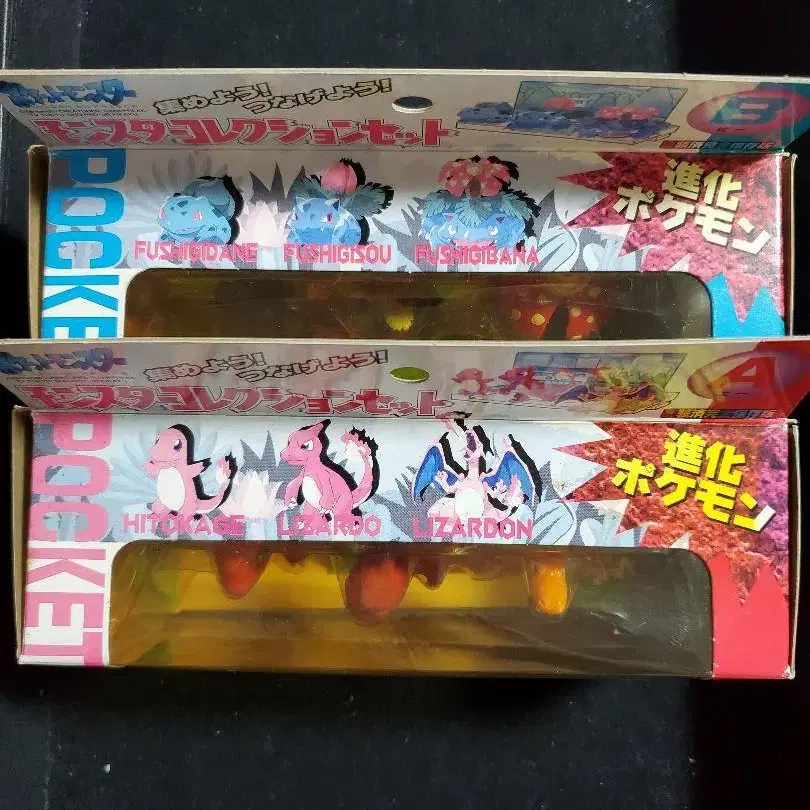 ポケットモンスター
集めよう!
つなげよう!
モンスターコレクションセット
3
進化
ポケモン
POCKE
FUSHIGIDANE
FUSHIGISOU
FUSHIGIBANA
ポケットモンスター
集めよう!
つなげよう!
モンスターコレクションセット
4
進化
ポケモン
POCKET
HITOKAGE
LIZARDO
LIZARDON